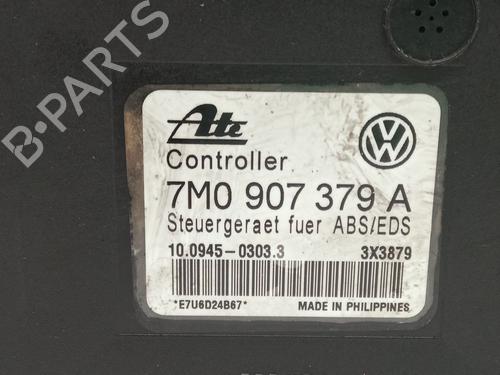 B-PARTS
Ate
Controller
7M0 907 379 A
Steuergeraet fuer ABS/EDS
10.0945-0303.3 3X3879
*E7U6D24B67* MADE IN PHILIPPINES